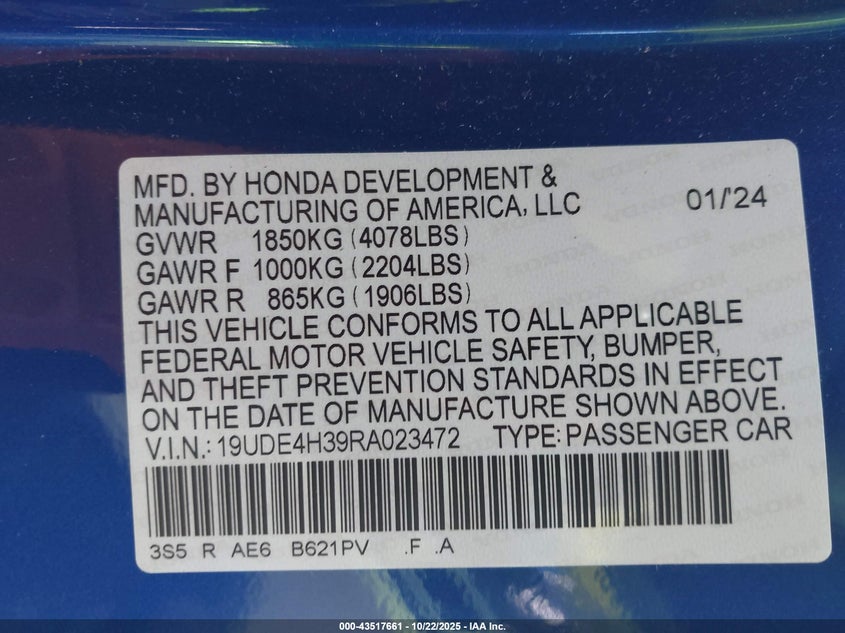 MFD. BY HONDA DEVELOPMENT &
MANUFACTURING OF AMERICA, LLC 01/'24
GVWR 1850KG (4078LBS)
GAWR F 1000KG (2204LBS)
GAWR R 865KG (1906LBS)
THIS VEHICLE CONFORMS TO ALL APPLICABLE
FEDERAL MOTOR VEHICLE SAFETY, BUMPER,
AND THEFT PREVENTION STANDARDS IN EFFECT
ON THE DATE OF MANUFACTURE SHOWN ABOVE.
V.I.N.: 19UDE4H39RA023472 TYPE: PASSENGER CAR
3S5 R AE6 B621PV .F .A
000-43517661 - 10/22/2025 - IAA Inc.